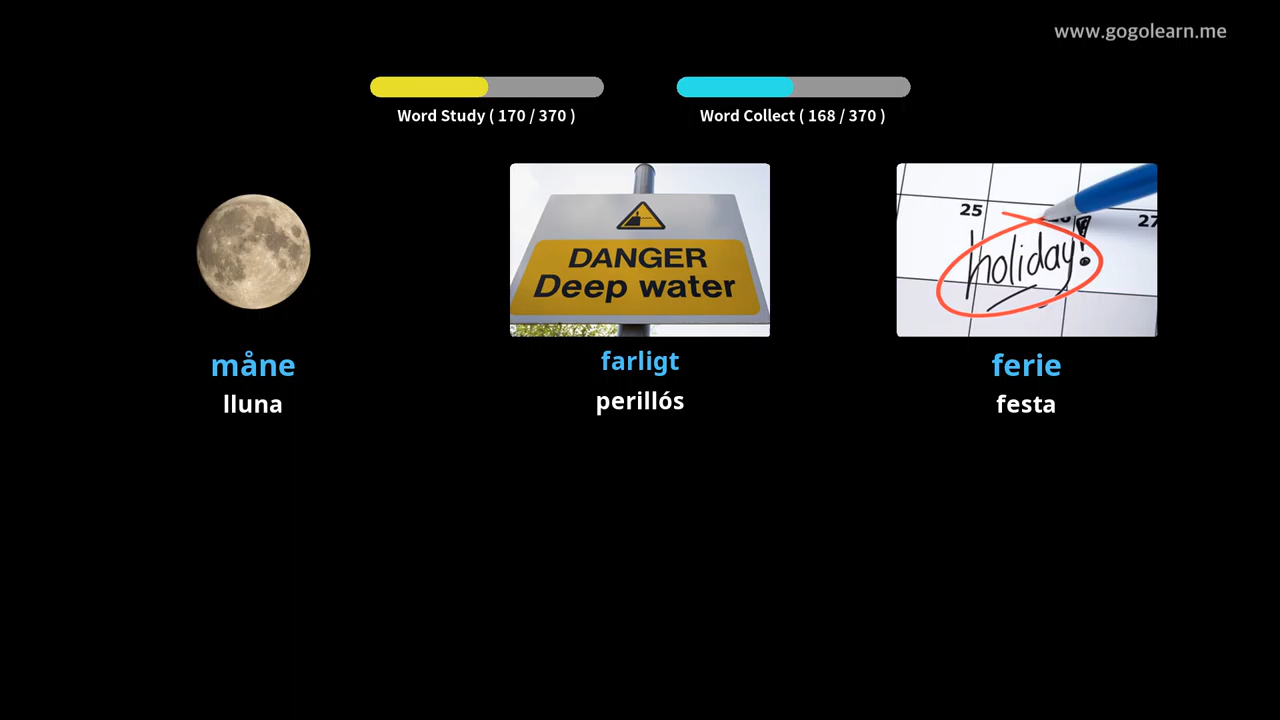 www.gogolearn.me
Word Study ( 170 / 370 )
Word Collect ( 168 / 370 )
DANGER
Deep water
25
27
holiday!
måne
farligt
ferie
lluna
perillós
festa